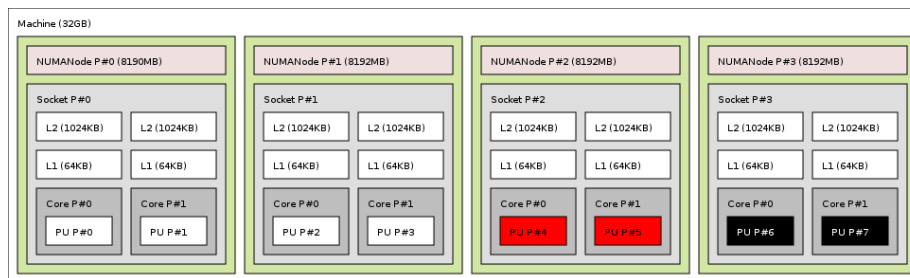 Machine (32GB)
NUMANode P#0 (8190MB)
Socket P#0
L2 (1024KB) L2 (1024KB)
L1 (64KB) L1 (64KB)
Core P#0 Core P#1
PU P#0 PU P#1
NUMANode P#1 (8192MB)
Socket P#1
L2 (1024KB) L2 (1024KB)
L1 (64KB) L1 (64KB)
Core P#0 Core P#1
PU P#2 PU P#3
NUMANode P#2 (8192MB)
Socket P#2
L2 (1024KB) L2 (1024KB)
L1 (64KB) L1 (64KB)
Core P#0 Core P#1
PU P#4 PU P#5
NUMANode P#3 (8192MB)
Socket P#3
L2 (1024KB) L2 (1024KB)
L1 (64KB) L1 (64KB)
Core P#0 Core P#1
PU P#6 PU P#7